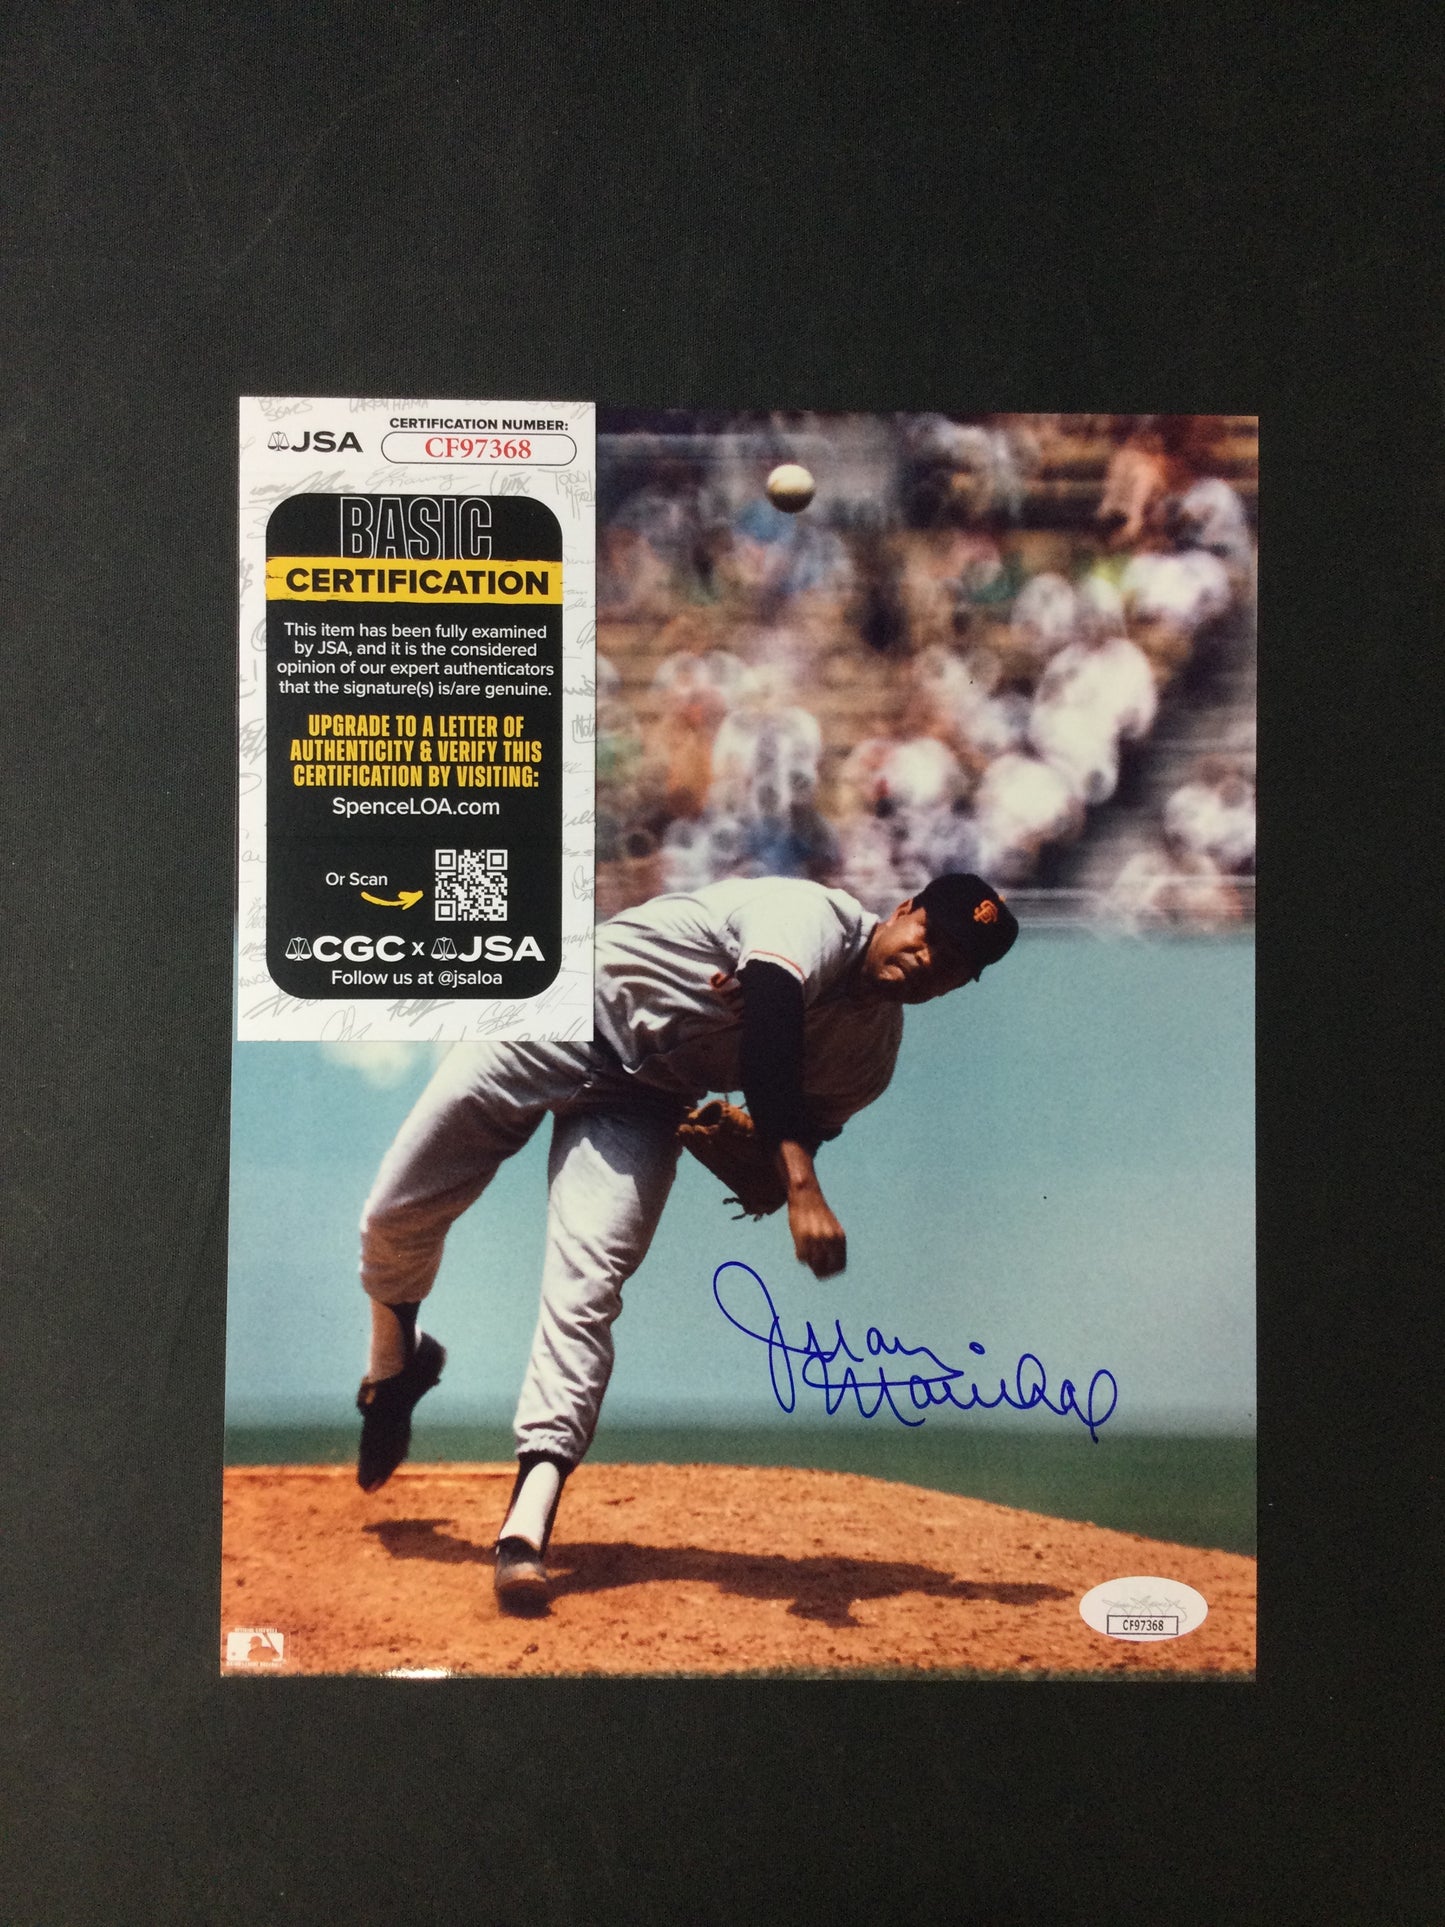 JSA
CERTIFICATION NUMBER:
CF97368
BASIC
CERTIFICATION
This item has been fully examined
by JSA, and it is the considered
opinion of our expert authenticators
that the signature(s) is/are genuine.
UPGRADE TO A LETTER OF
AUTHENTICITY & VERIFY THIS
CERTIFICATION BY VISITING:
SpenceLOA.com
Or Scan
CGC x JSA
Follow us at @jsaloa
SF
Juan
Marichal
CF97368